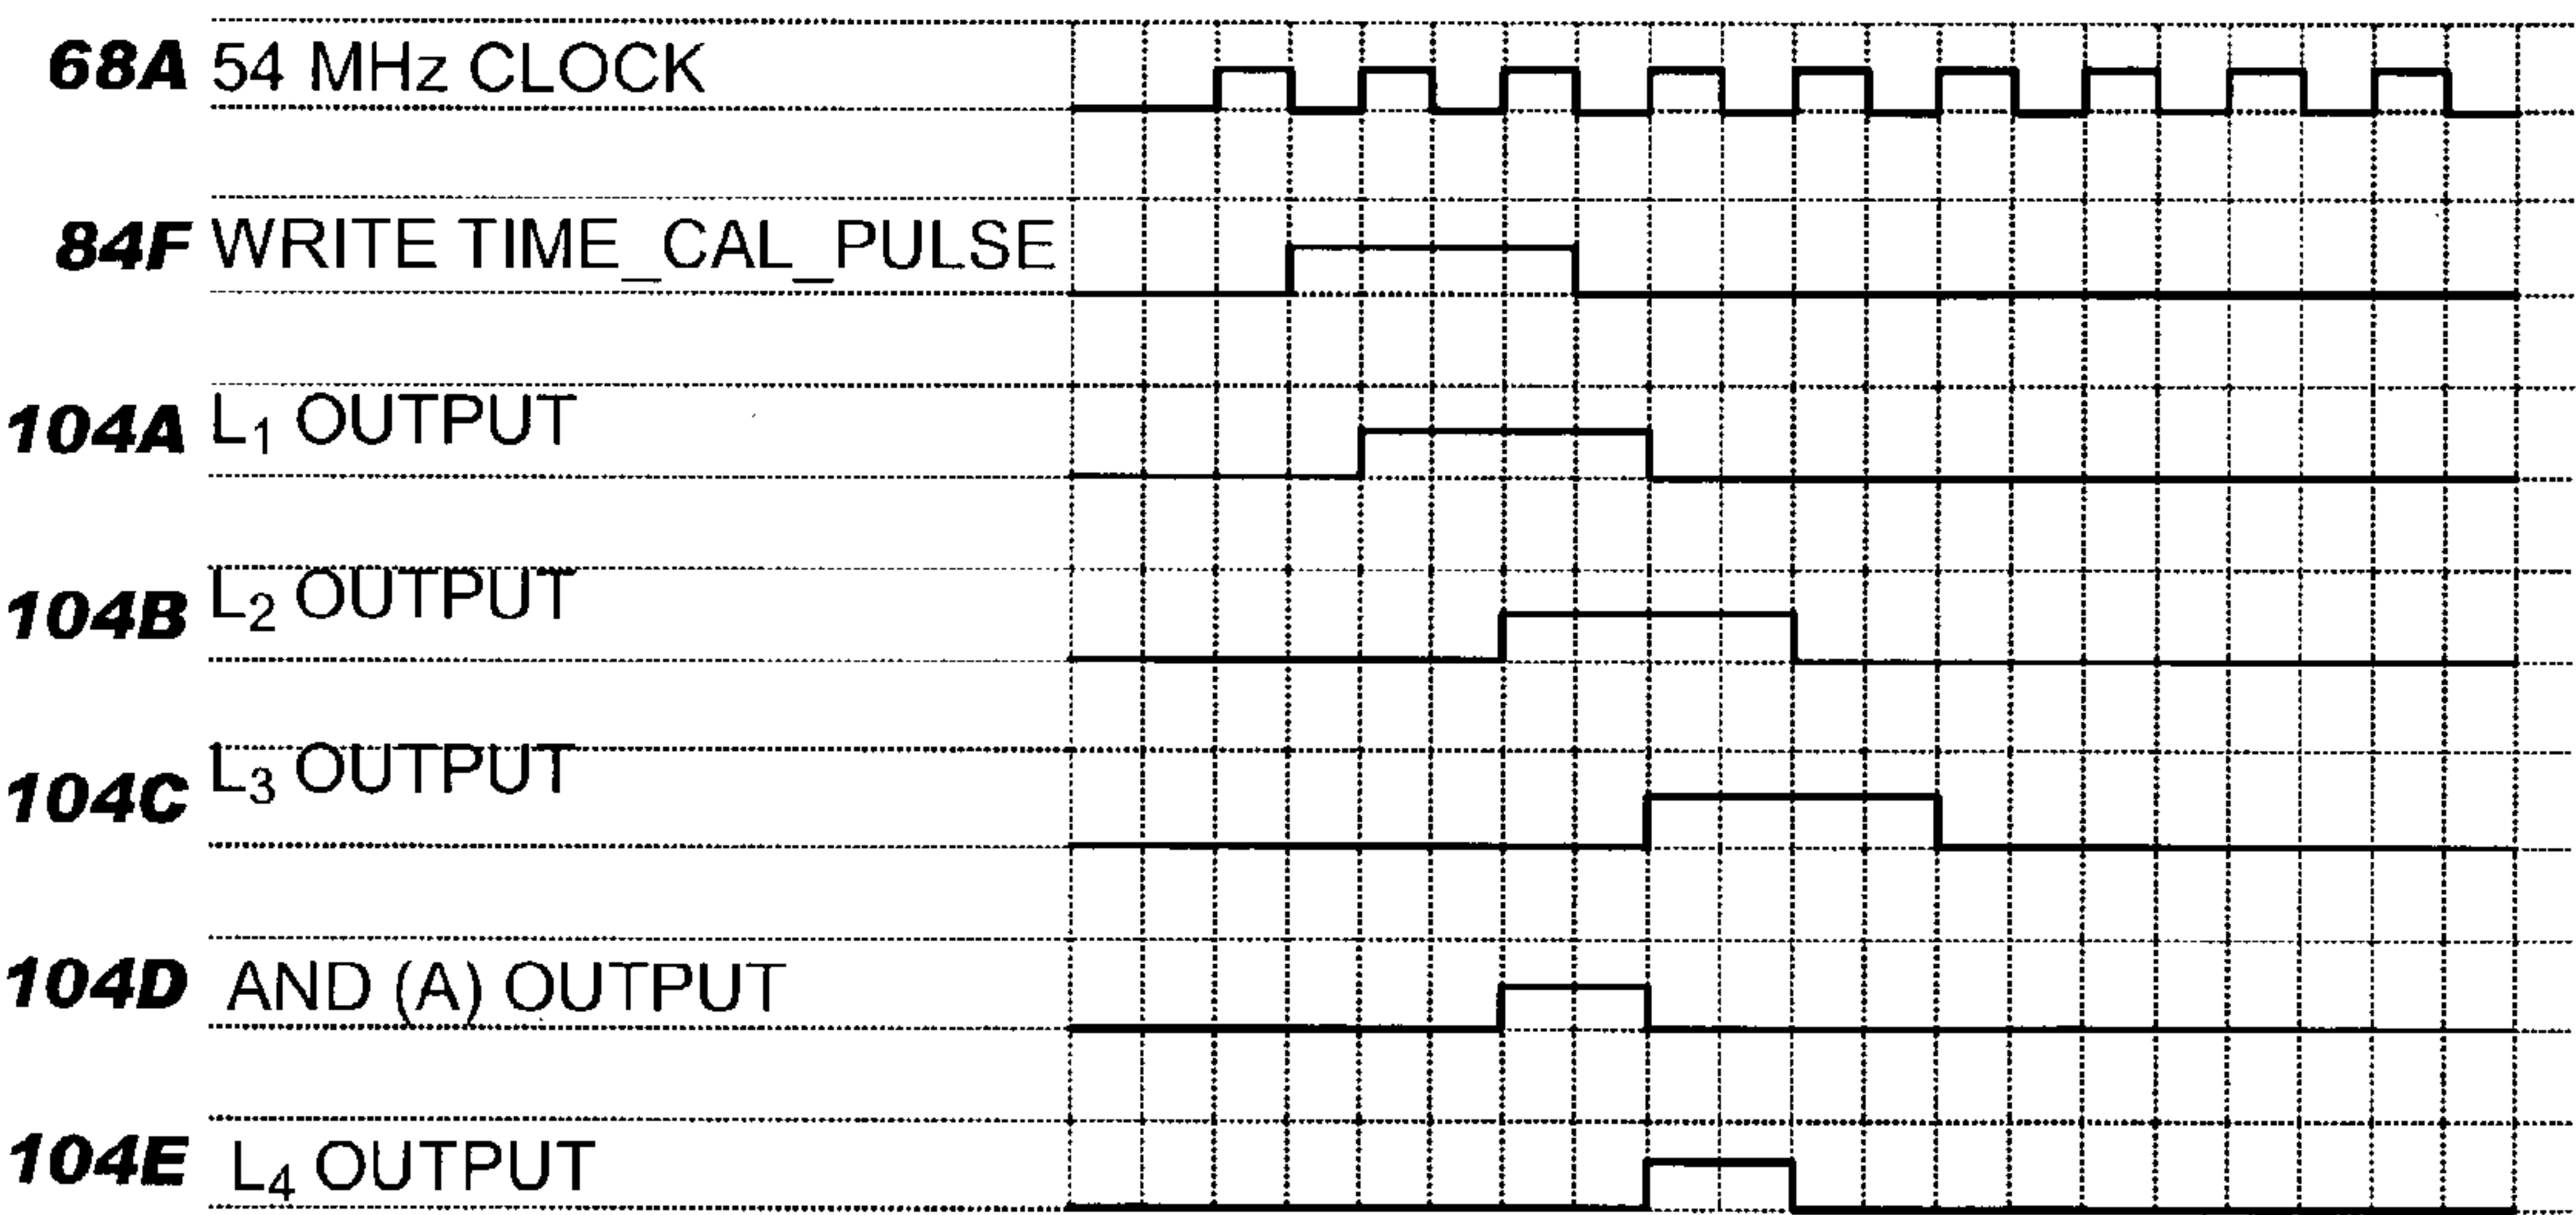 68A 54 MHz CLOCK
84F WRITE TIME_CAL_PULSE
104A L1 OUTPUT
104B L2 OUTPUT
104C L3 OUTPUT
104D AND (A) OUTPUT
104E L4 OUTPUT